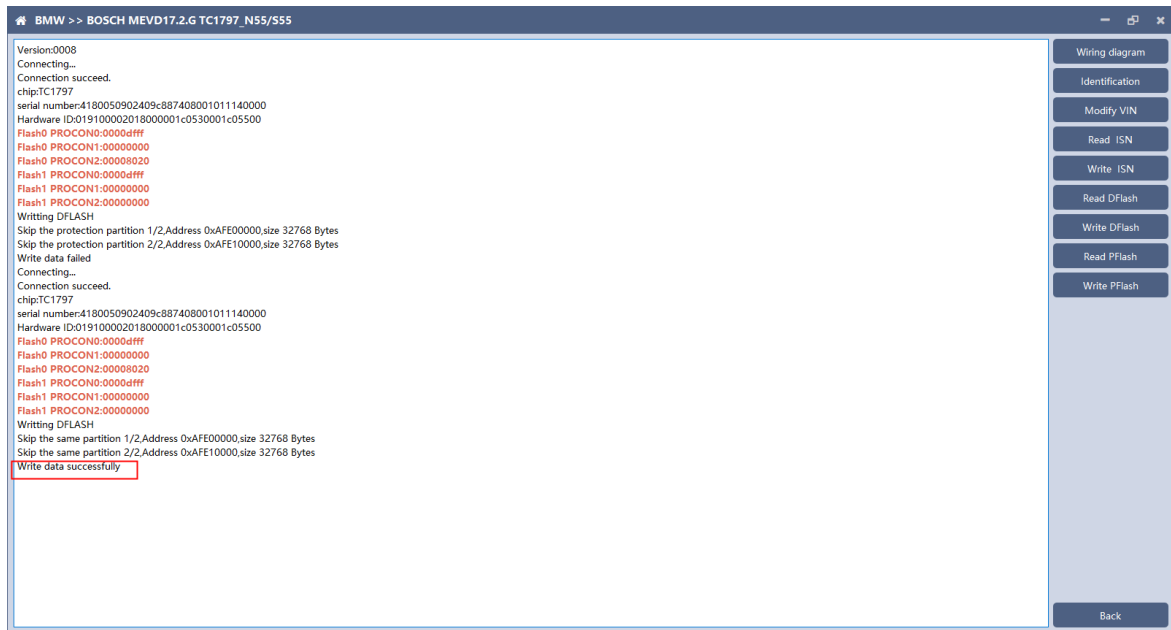 BMW >> BOSCH MEVD17.2.G TC1797_N55/S55
Version:0008
Connecting...
Connection succeed.
chip:TC1797
serial number:4180050902409c887408001011140000
Hardware ID:019100002018000001c0530001c05500
Flash0 PROCON0:0000dfff
Flash0 PROCON1:00000000
Flash0 PROCON2:00008020
Flash1 PROCON0:0000dfff
Flash1 PROCON1:00000000
Flash1 PROCON2:00000000
Writting DFLASH
Skip the protection partition 1/2,Address 0xAFE00000,size 32768 Bytes
Skip the protection partition 2/2,Address 0xAFE10000,size 32768 Bytes
Write data failed
Connecting...
Connection succeed.
chip:TC1797
serial number:4180050902409c887408001011140000
Hardware ID:019100002018000001c0530001c05500
Flash0 PROCON0:0000dfff
Flash0 PROCON1:00000000
Flash0 PROCON2:00008020
Flash1 PROCON0:0000dfff
Flash1 PROCON1:00000000
Flash1 PROCON2:00000000
Writting DFLASH
Skip the same partition 1/2,Address 0xAFE00000,size 32768 Bytes
Skip the same partition 2/2,Address 0xAFE10000,size 32768 Bytes
Write data successfully
Wiring diagram
Identification
Modify VIN
Read ISN
Write ISN
Read DFlash
Write DFlash
Read PFlash
Write PFlash
Back